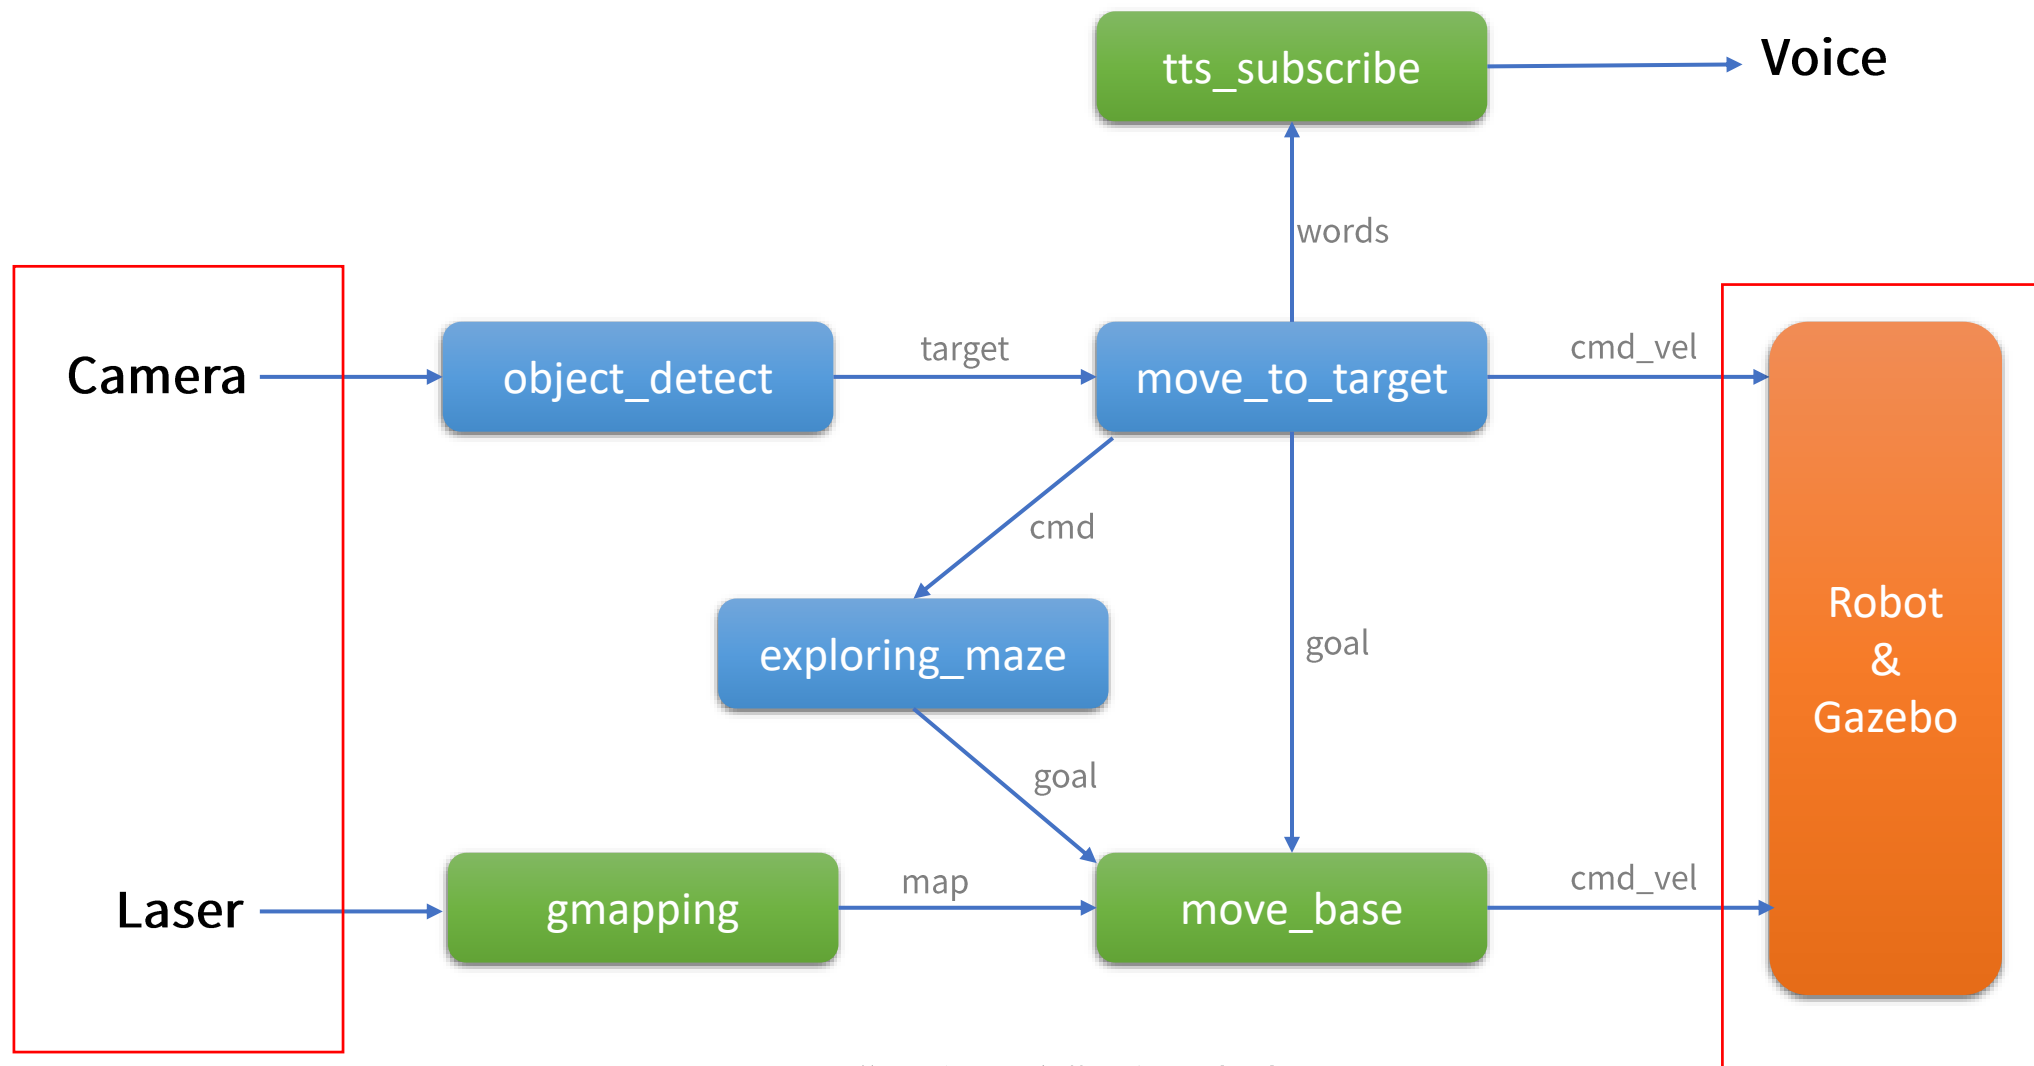 tts_subscribe
Voice
words
Camera
object_detect
target
move_to_target
cmd_vel
cmd
exploring_maze
goal
goal
Robot
&
Gazebo
Laser
gmapping
map
move_base
cmd_vel